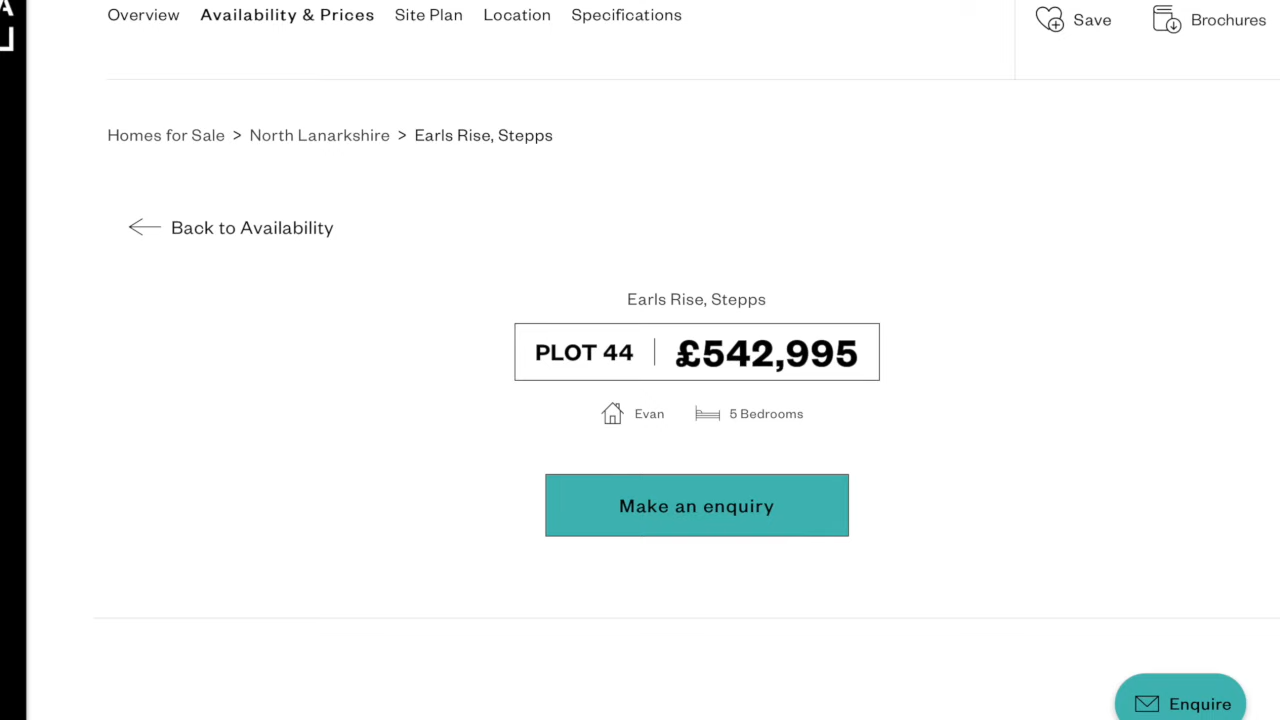 Overview Availability & Prices Site Plan Location Specifications Save Brochures
Homes for Sale > North Lanarkshire > Earls Rise, Stepps
Back to Availability
Earls Rise, Stepps
PLOT 44 £542,995
Evan 5 Bedrooms
Make an enquiry
Enquire